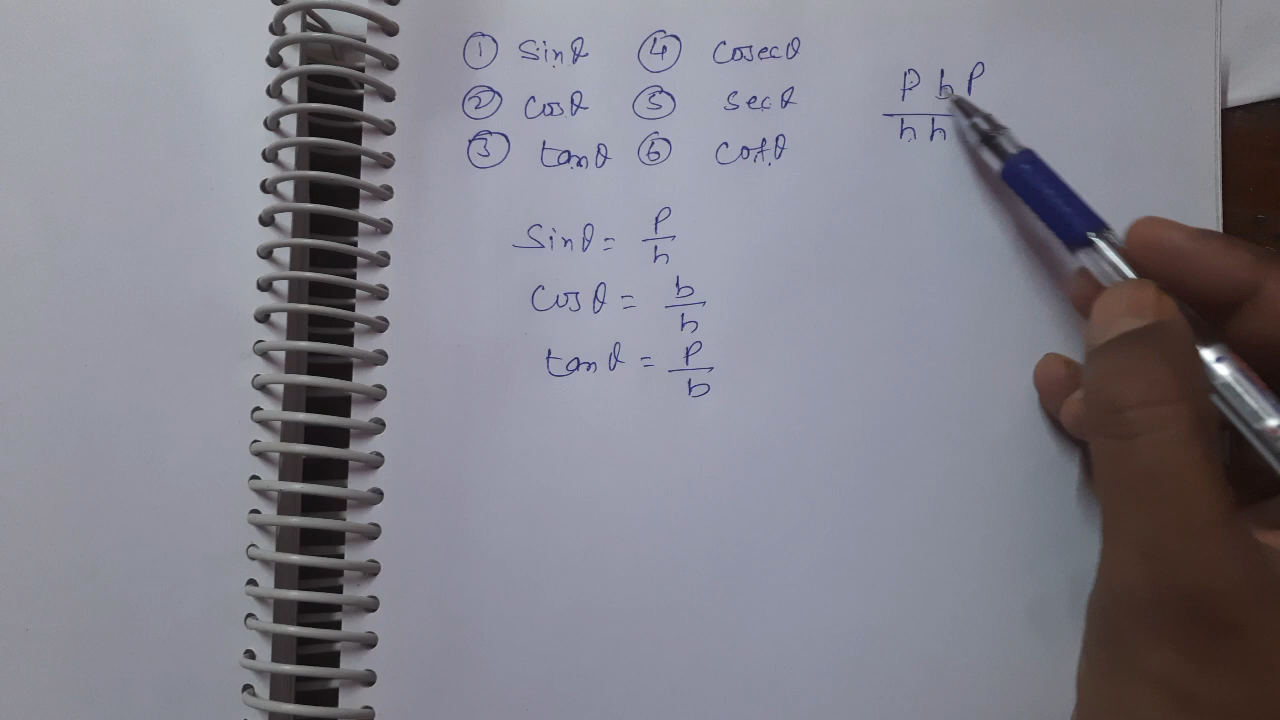 ① sinθ ④ cosecθ
② cosθ ⑤ secθ
③ tanθ ⑥ cotθ
P b P
h h
sinθ = P/h
cosθ = b/h
tanθ = P/b